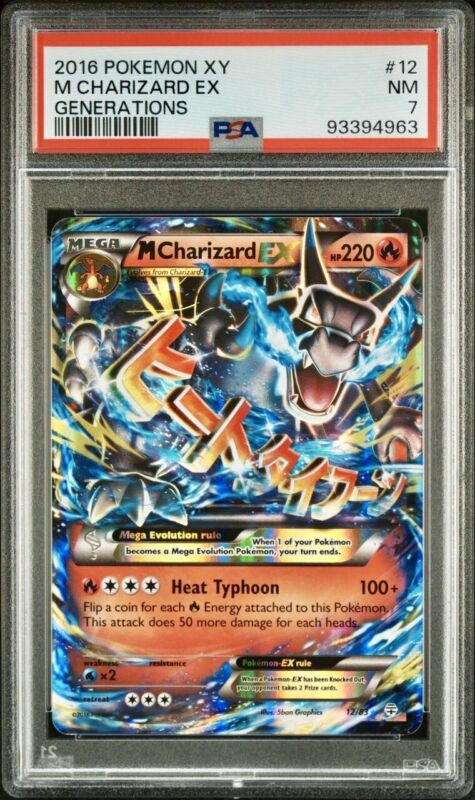 2016 POKEMON XY #12
M CHARIZARD EX NM
GENERATIONS 7
PSA 93394963
MEGA
M Charizard EX HP 220
Evolves from Charizard-
ヒートタイフーン
Mega Evolution rule
When 1 of your Pokémon
becomes a Mega Evolution Pokémon, your turn ends.
Heat Typhoon 100+
Flip a coin for each Energy attached to this Pokémon.
This attack does 50 more damage for each heads.
weakness resistance
×2
Pokémon-EX rule
When a Pokémon-EX has been Knocked Out,
your opponent takes 2 Prize cards.
retreat
©2016 Illus. 5ban Graphics 12/83